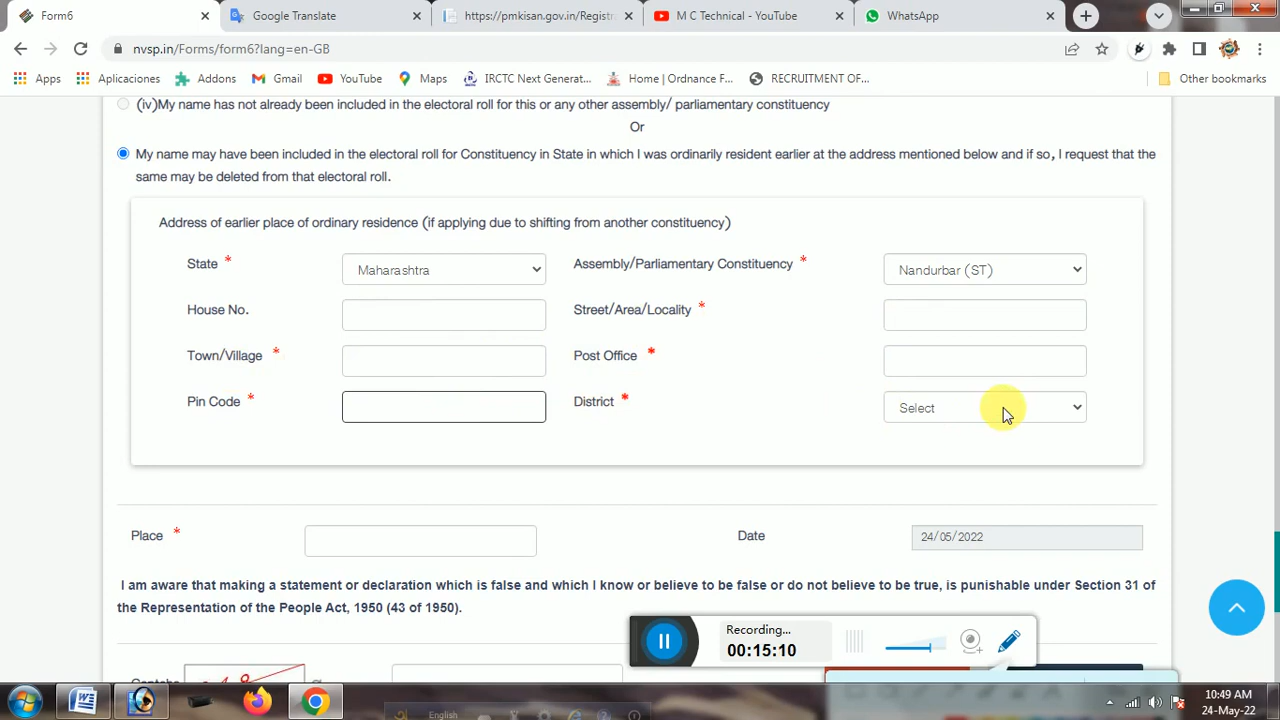 Form6
Google Translate
https://pmkisan.gov.in/Registr
M C Technical - YouTube
WhatsApp
nvsp.in/Forms/form6?lang=en-GB
Apps
Aplicaciones
Addons
Gmail
YouTube
Maps
IRCTC Next Generat...
Home | Ordnance F...
RECRUITMENT OF...
Other bookmarks
(iv)My name has not already been included in the electoral roll for this or any other assembly/ parliamentary constituency
Or
My name may have been included in the electoral roll for Constituency in State in which I was ordinarily resident earlier at the address mentioned below and if so, I request that the
same may be deleted from that electoral roll.
Address of earlier place of ordinary residence (if applying due to shifting from another constituency)
State * Maharashtra Assembly/Parliamentary Constituency * Nandurbar (ST)
House No. Street/Area/Locality *
Town/Village * Post Office *
Pin Code * District * Select
Place * Date 24/05/2022
I am aware that making a statement or declaration which is false and which I know or believe to be false or do not believe to be true, is punishable under Section 31 of
the Representation of the People Act, 1950 (43 of 1950).
Recording...
00:15:10
English
10:49 AM
24-May-22